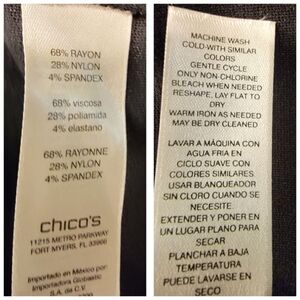 68% RAYON
28% NYLON
4% SPANDEX
68% viscosa
28% poliamida
4% elastano
68% RAYONNE
28% NYLON
4% SPANDEX
chico's
11215 METRO PARKWAY
FORT MYERS, FL 33966
Importado en México por
Importadora Globastic
S.A. de C.V.
MACHINE WASH
COLD-WITH SIMILAR
COLORS
GENTLE CYCLE
ONLY NON-CHLORINE
BLEACH WHEN NEEDED
RESHAPE, LAY FLAT TO
DRY
WARM IRON AS NEEDED
MAY BE DRY CLEANED
LAVAR A MÁQUINA CON
AGUA FRÍA EN
CICLO SUAVE CON
COLORES SIMILARES
USAR BLANQUEADOR
SIN CLORO CUANDO SE
NECESITE.
EXTENDER Y PONER EN
UN LUGAR PLANO PARA
SECAR
PLANCHAR A BAJA
TEMPERATURA
PUEDE LAVARSE EN
SECO